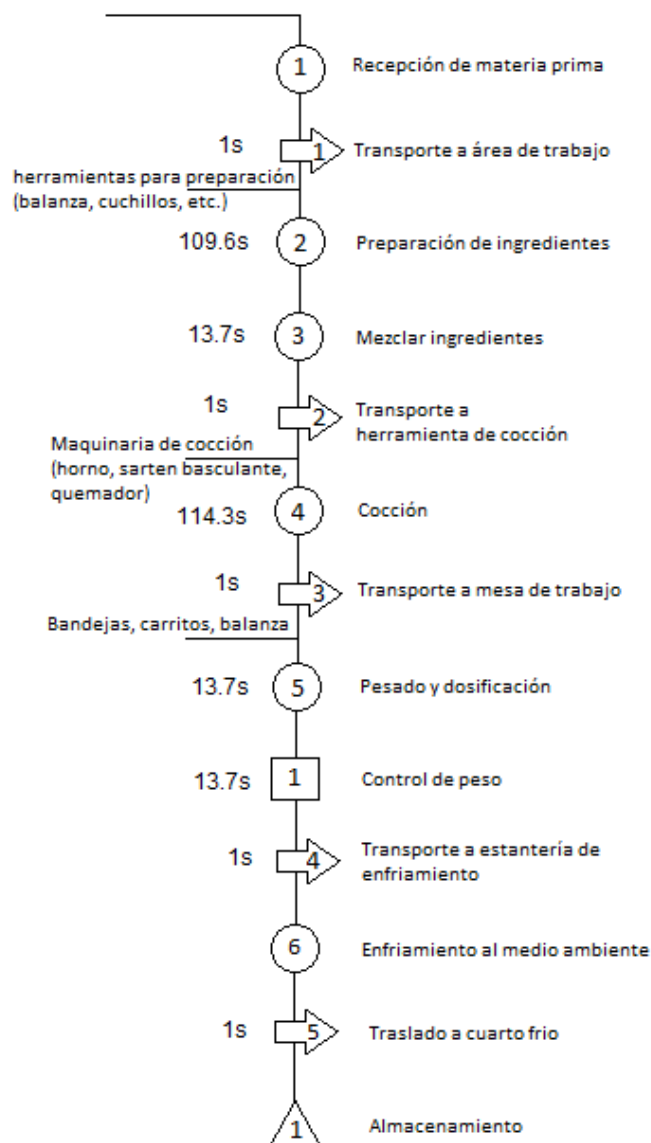 1 Recepción de materia prima
1s 1 Transporte a área de trabajo
herramientas para preparación
(balanza, cuchillos, etc.)
109.6s 2 Preparación de ingredientes
13.7s 3 Mezclar ingredientes
1s 2 Transporte a
herramienta de cocción
Maquinaria de cocción
(horno, sarten basculante,
quemador)
114.3s 4 Cocción
1s 3 Transporte a mesa de trabajo
Bandejas, carritos, balanza
13.7s 5 Pesado y dosificación
13.7s 1 Control de peso
1s 4 Transporte a estantería de
enfriamiento
6 Enfriamiento al medio ambiente
1s 5 Traslado a cuarto frio
1 Almacenamiento